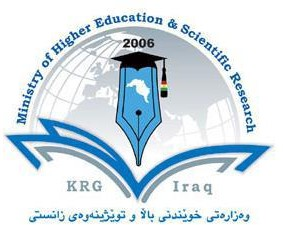 Ministry of Higher Education & Scientific Research
2006
KRG Iraq
وەزارەتی خوێندنی باڵا و توێژینەوەی زانستی